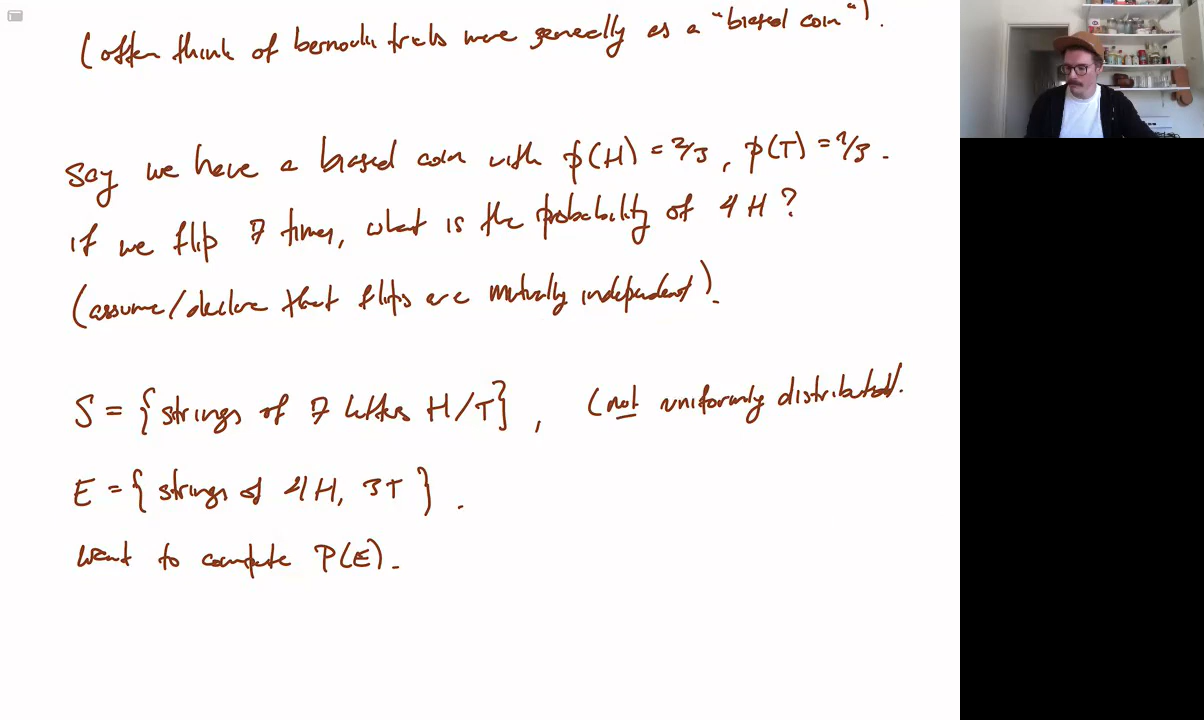 (often think of bernoulli trials more generally as a "biased coin").
Say we have a biased coin with p(H) = 2/3, p(T) = 1/3.
If we flip 7 times, what is the probability of 4 H?
(assume/declare that flips are mutually independent).
S = {strings of 7 letters H/T}, (not uniformly distributed).
E = {strings of 4H, 3T}.
want to compute P(E).